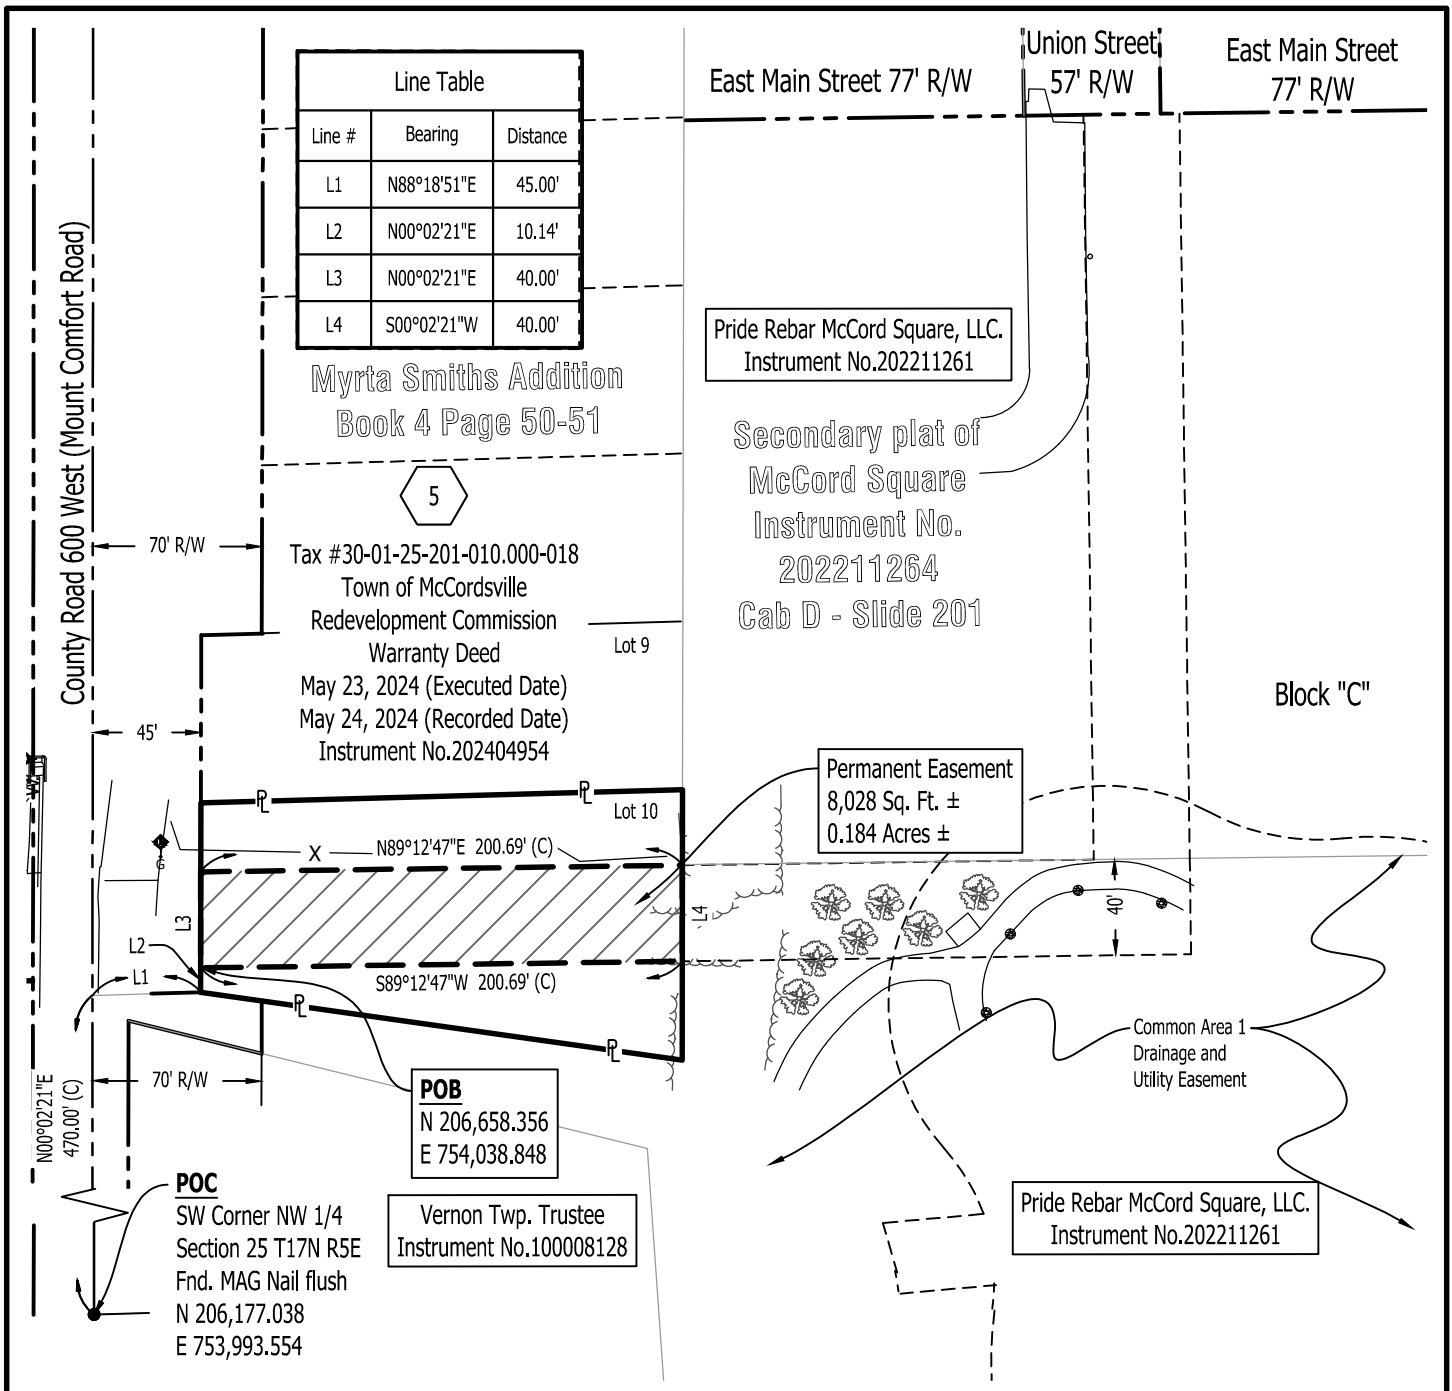 Union Street
57' R/W
East Main Street
77' R/W
East Main Street 77' R/W
Line Table
Line # Bearing Distance
L1 N88°18'51"E 45.00'
L2 N00°02'21"E 10.14'
L3 N00°02'21"E 40.00'
L4 S00°02'21"W 40.00'
County Road 600 West (Mount Comfort Road)
Myrta Smiths Addition
Book 4 Page 50-51
Pride Rebar McCord Square, LLC.
Instrument No.202211261
Secondary plat of
McCord Square
Instrument No.
202211264
Cab D - Slide 201
5
70' R/W
Tax #30-01-25-201-010.000-018
Town of McCordsville
Redevelopment Commission
Warranty Deed
May 23, 2024 (Executed Date)
May 24, 2024 (Recorded Date)
Instrument No.202404954
Lot 9
Block "C"
45'
Permanent Easement
8,028 Sq. Ft. ±
0.184 Acres ±
PL
PL
Lot 10
X
N89°12'47"E 200.69' (C)
G
L3
L4
40'
L2
L1
S89°12'47"W 200.69' (C)
PL
PL
Common Area 1
Drainage and
Utility Easement
N00°02'21"E
470.00' (C)
70' R/W
POB
N 206,658.356
E 754,038.848
POC
SW Corner NW 1/4
Section 25 T17N R5E
Fnd. MAG Nail flush
N 206,177.038
E 753,993.554
Vernon Twp. Trustee
Instrument No.100008128
Pride Rebar McCord Square, LLC.
Instrument No.202211261